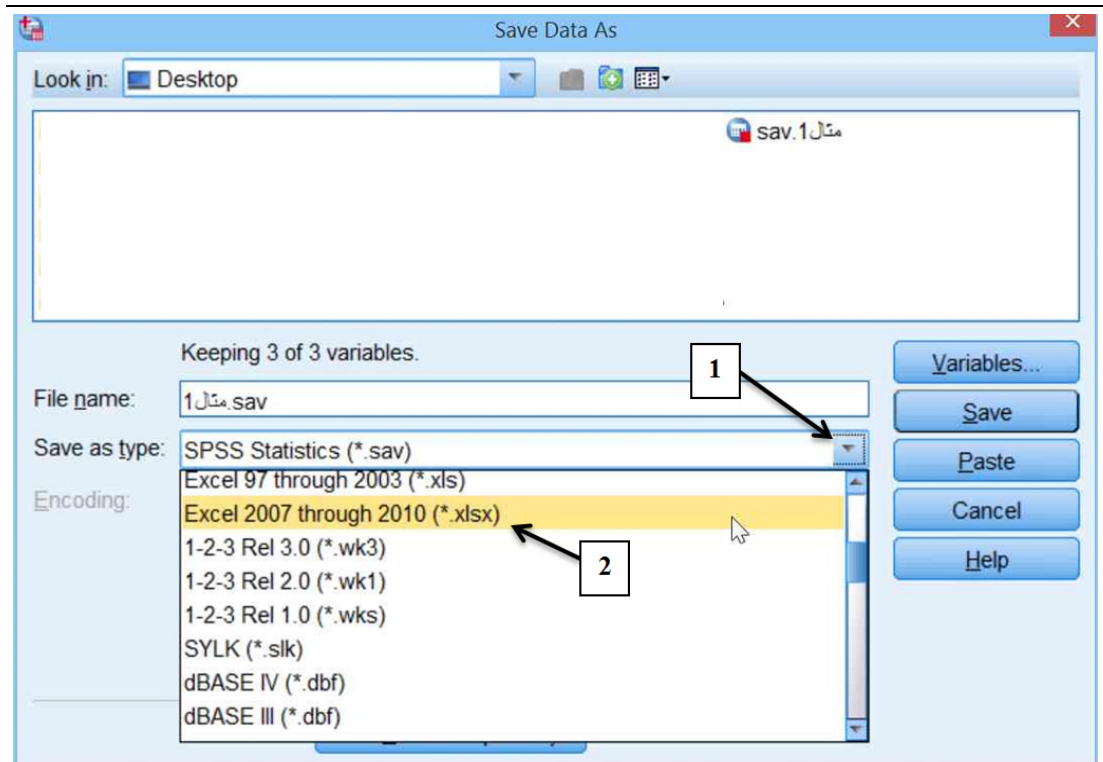 Save Data As
Look in: Desktop
مثال1.sav
Keeping 3 of 3 variables.
1
Variables...
File name: مثال1.sav
Save
Save as type: SPSS Statistics (*.sav)
Paste
Excel 97 through 2003 (*.xls)
Encoding:
Excel 2007 through 2010 (*.xlsx)
Cancel
1-2-3 Rel 3.0 (*.wk3)
2
Help
1-2-3 Rel 2.0 (*.wk1)
1-2-3 Rel 1.0 (*.wks)
SYLK (*.slk)
dBASE IV (*.dbf)
dBASE III (*.dbf)